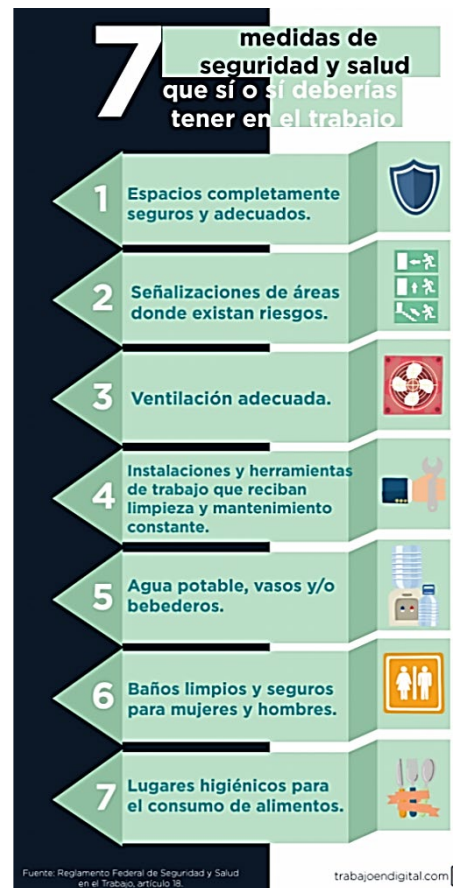 7
medidas de
seguridad y salud
que sí o sí deberías
tener en el trabajo
1
Espacios completamente
seguros y adecuados.
2
Señalizaciones de áreas
donde existan riesgos.
3
Ventilación adecuada.
4
Instalaciones y herramientas
de trabajo que reciban
limpieza y mantenimiento
constante.
5
Agua potable, vasos y/o
bebederos.
6
Baños limpios y seguros
para mujeres y hombres.
7
Lugares higiénicos para
el consumo de alimentos.
Fuente: Reglamento Federal de Seguridad y Salud
en el Trabajo, artículo 18.
trabajoendigital.com